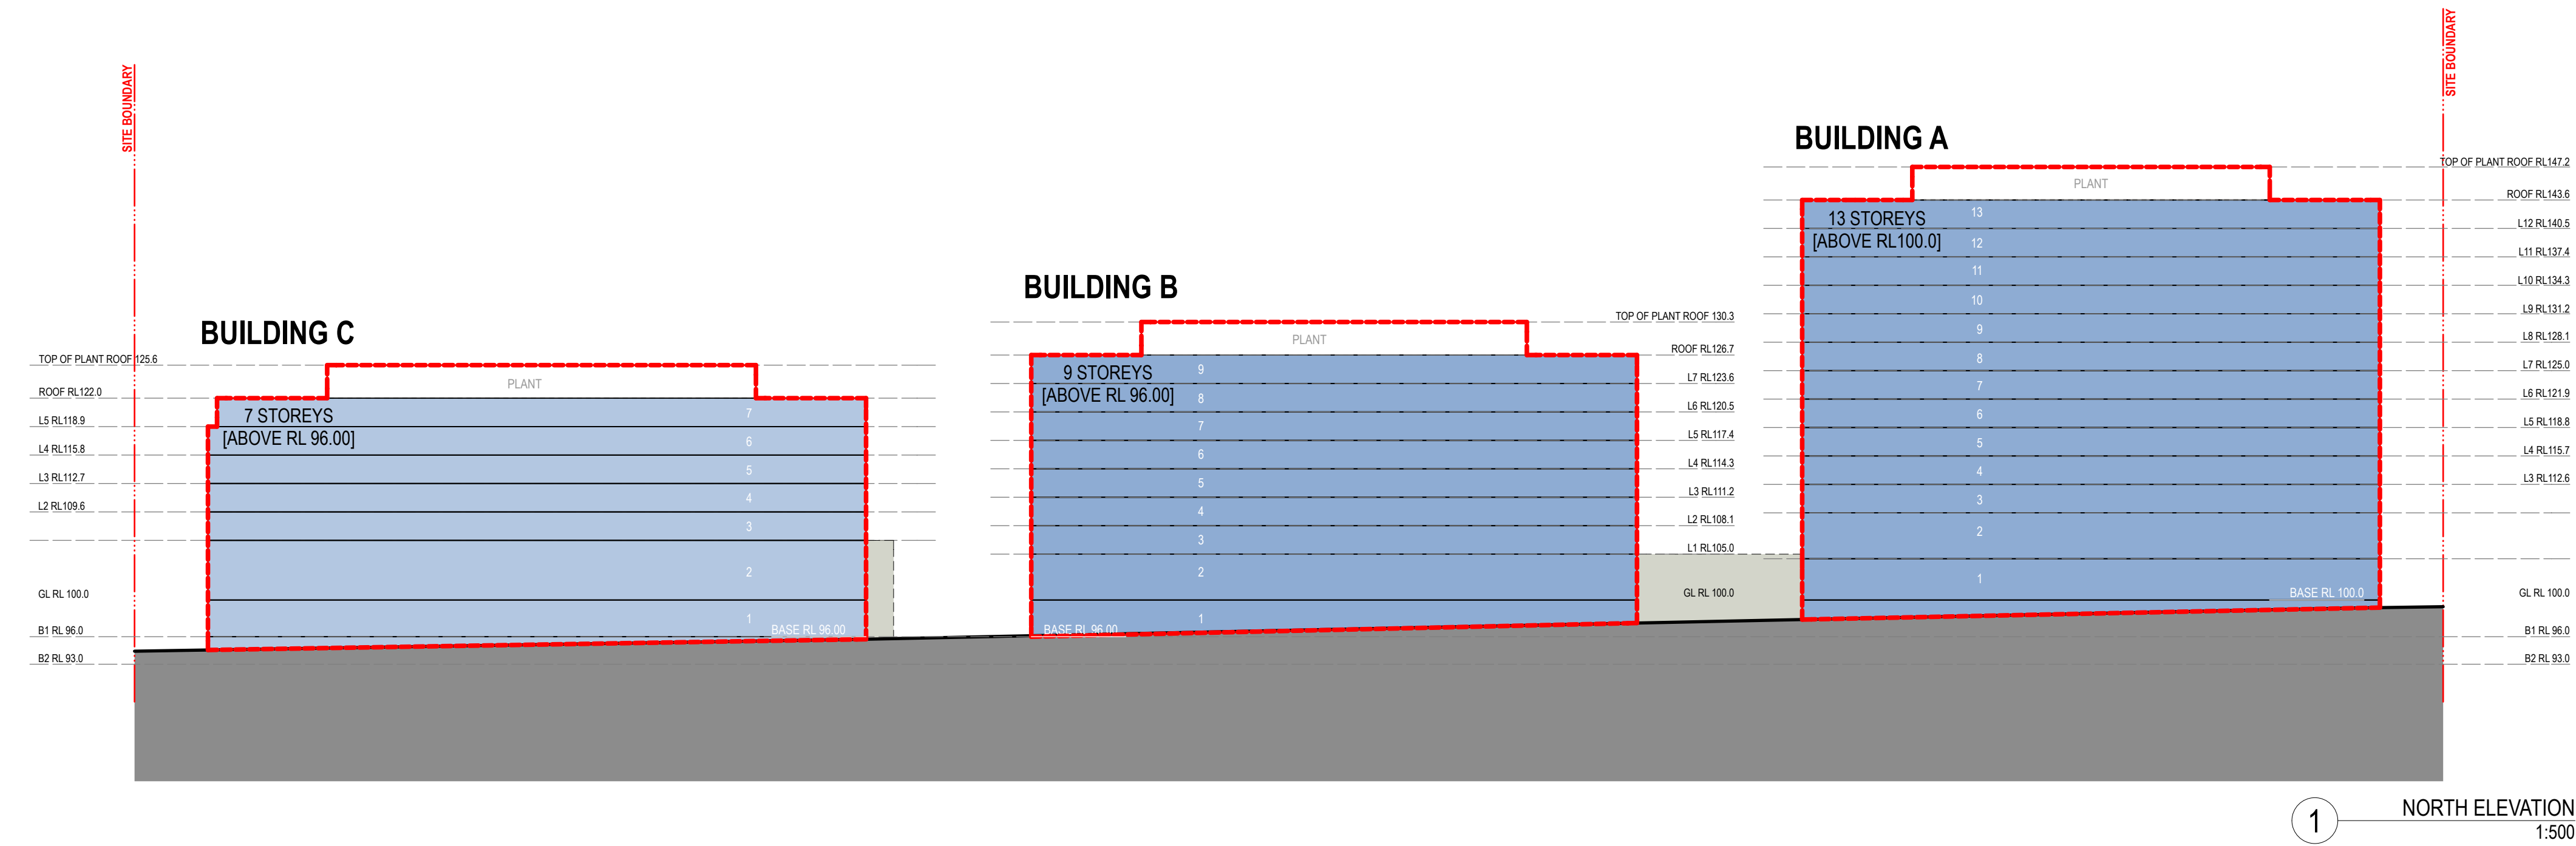 SITE BOUNDARY
SITE BOUNDARY
BUILDING C
TOP OF PLANT ROOF 125.6
ROOF RL122.0
L5 RL118.9
L4 RL115.8
L3 RL112.7
L2 RL109.6
GL RL 100.0
B1 RL 96.0
B2 RL 93.0
PLANT
7 STOREYS
[ABOVE RL 96.00]
7
6
5
4
3
2
1
BASE RL 96.00
BUILDING B
PLANT
9 STOREYS
[ABOVE RL 96.00]
9
8
7
6
5
4
3
2
1
BASE RL 96.00
TOP OF PLANT ROOF 130.3
ROOF RL126.7
L7 RL123.6
L6 RL120.5
L5 RL117.4
L4 RL114.3
L3 RL111.2
L2 RL108.1
L1 RL105.0
GL RL 100.0
BUILDING A
PLANT
13 STOREYS
[ABOVE RL100.0]
13
12
11
10
9
8
7
6
5
4
3
2
1
BASE RL 100.0
TOP OF PLANT ROOF RL147.2
ROOF RL143.6
L12 RL140.5
L11 RL137.4
L10 RL134.3
L9 RL131.2
L8 RL128.1
L7 RL125.0
L6 RL121.9
L5 RL118.8
L4 RL115.7
L3 RL112.6
GL RL 100.0
B1 RL 96.0
B2 RL 93.0
1
NORTH ELEVATION
1:500